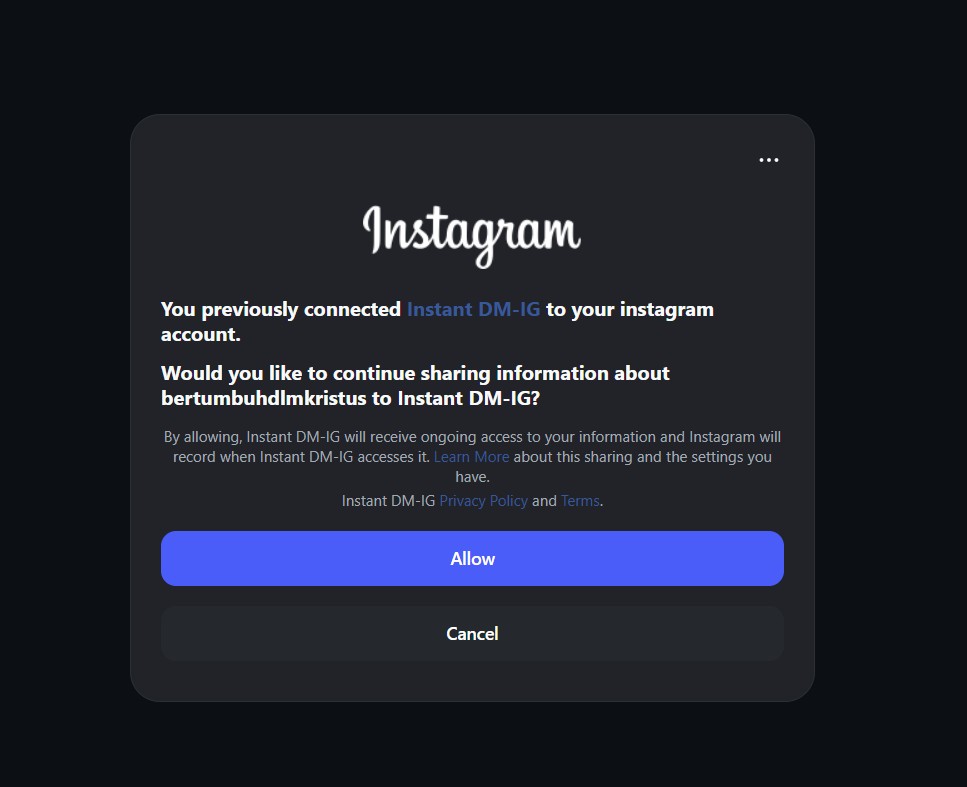 Instagram
You previously connected Instant DM-IG to your instagram
account.
Would you like to continue sharing information about
bertumbuhdlmkristus to Instant DM-IG?
By allowing, Instant DM-IG will receive ongoing access to your information and Instagram will
record when Instant DM-IG accesses it. Learn More about this sharing and the settings you
have.
Instant DM-IG Privacy Policy and Terms.
Allow
Cancel